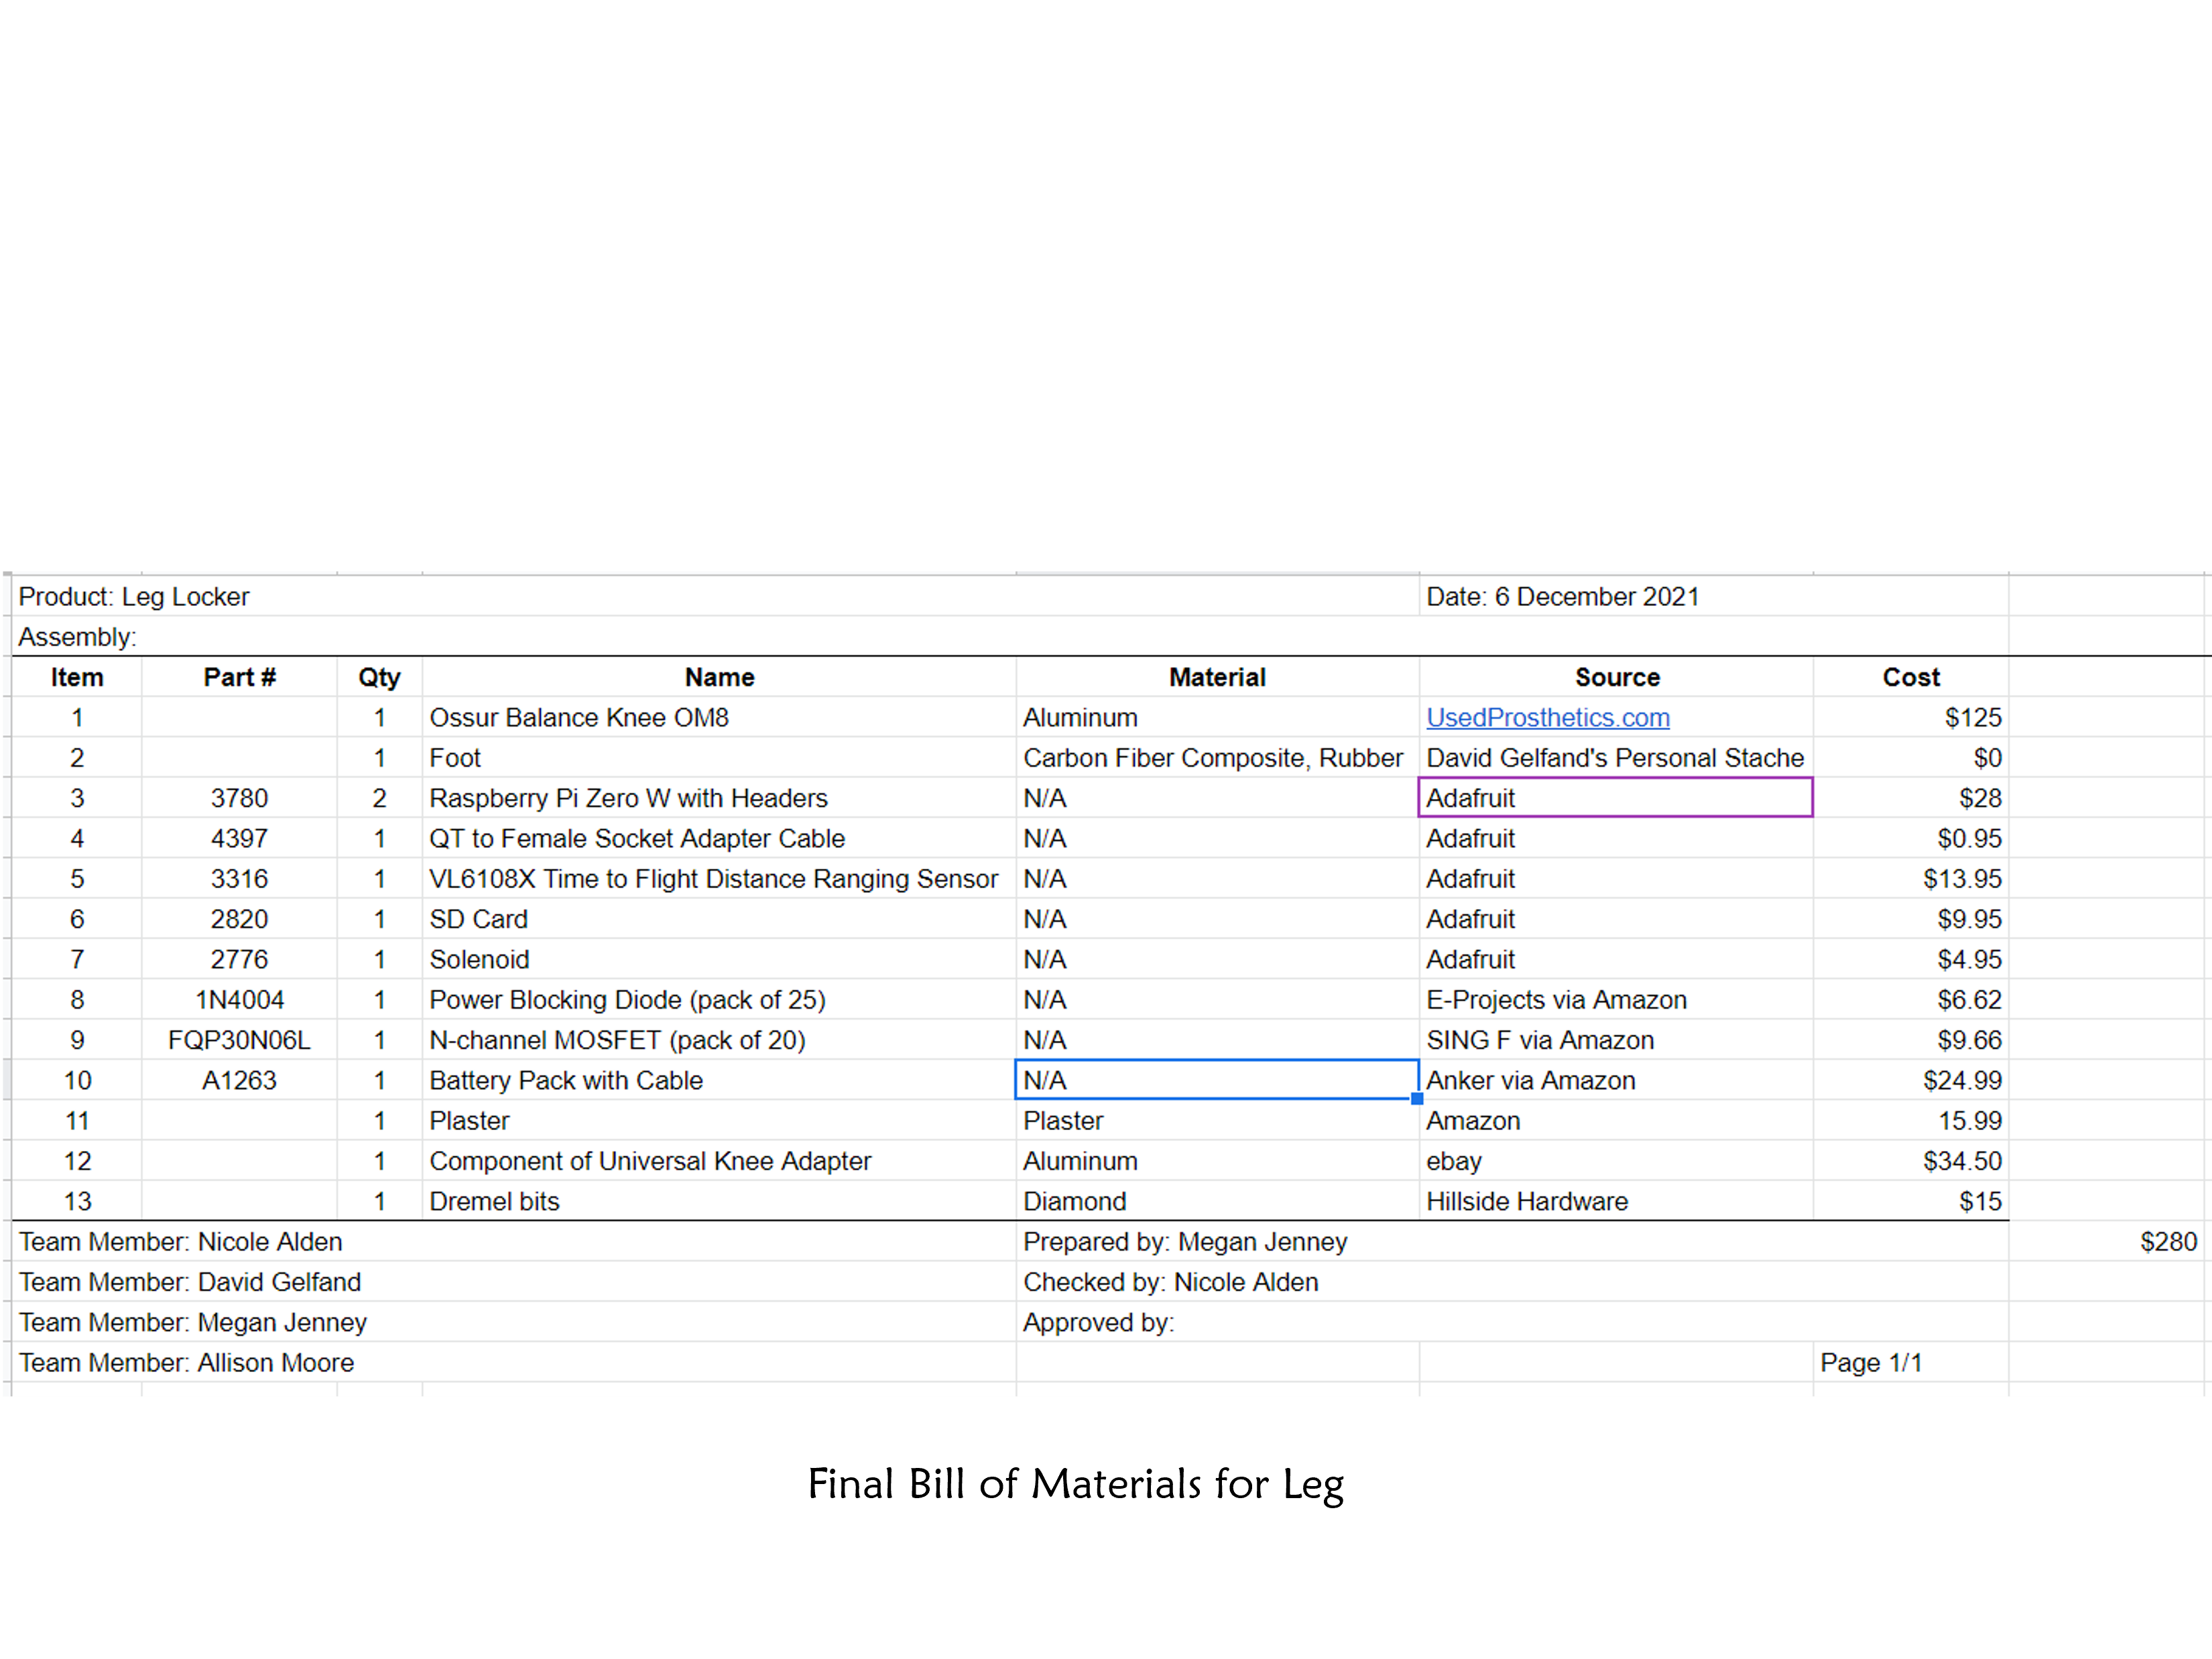 Product: Leg Locker Date: 6 December 2021
Assembly:
Item Part # Qty Name Material Source Cost
1 1 Ossur Balance Knee OM8 Aluminum UsedProsthetics.com $125
2 1 Foot Carbon Fiber Composite, Rubber David Gelfand's Personal Stache $0
3 3780 2 Raspberry Pi Zero W with Headers N/A Adafruit $28
4 4397 1 QT to Female Socket Adapter Cable N/A Adafruit $0.95
5 3316 1 VL6108X Time to Flight Distance Ranging Sensor N/A Adafruit $13.95
6 2820 1 SD Card N/A Adafruit $9.95
7 2776 1 Solenoid N/A Adafruit $4.95
8 1N4004 1 Power Blocking Diode (pack of 25) N/A E-Projects via Amazon $6.62
9 FQP30N06L 1 N-channel MOSFET (pack of 20) N/A SING F via Amazon $9.66
10 A1263 1 Battery Pack with Cable N/A Anker via Amazon $24.99
11 1 Plaster Plaster Amazon 15.99
12 1 Component of Universal Knee Adapter Aluminum ebay $34.50
13 1 Dremel bits Diamond Hillside Hardware $15
Team Member: Nicole Alden Prepared by: Megan Jenney $280
Team Member: David Gelfand Checked by: Nicole Alden
Team Member: Megan Jenney Approved by:
Team Member: Allison Moore Page 1/1
Final Bill of Materials for Leg